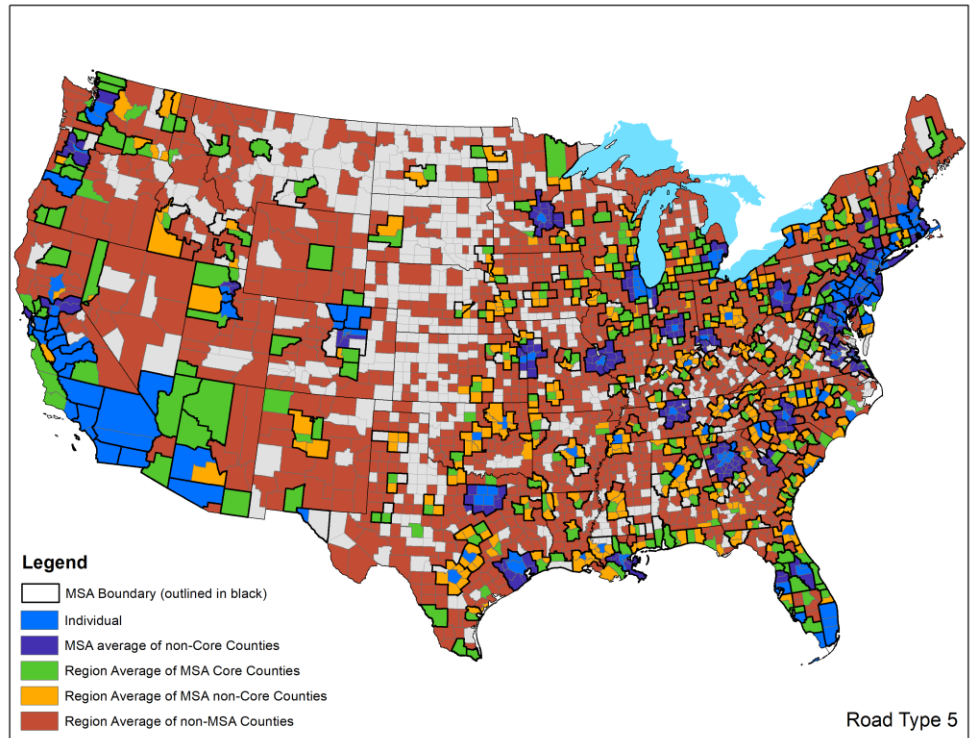 Legend
MSA Boundary (outlined in black)
Individual
MSA average of non-Core Counties
Region Average of MSA Core Counties
Region Average of MSA non-Core Counties
Region Average of non-MSA Counties
Road Type 5